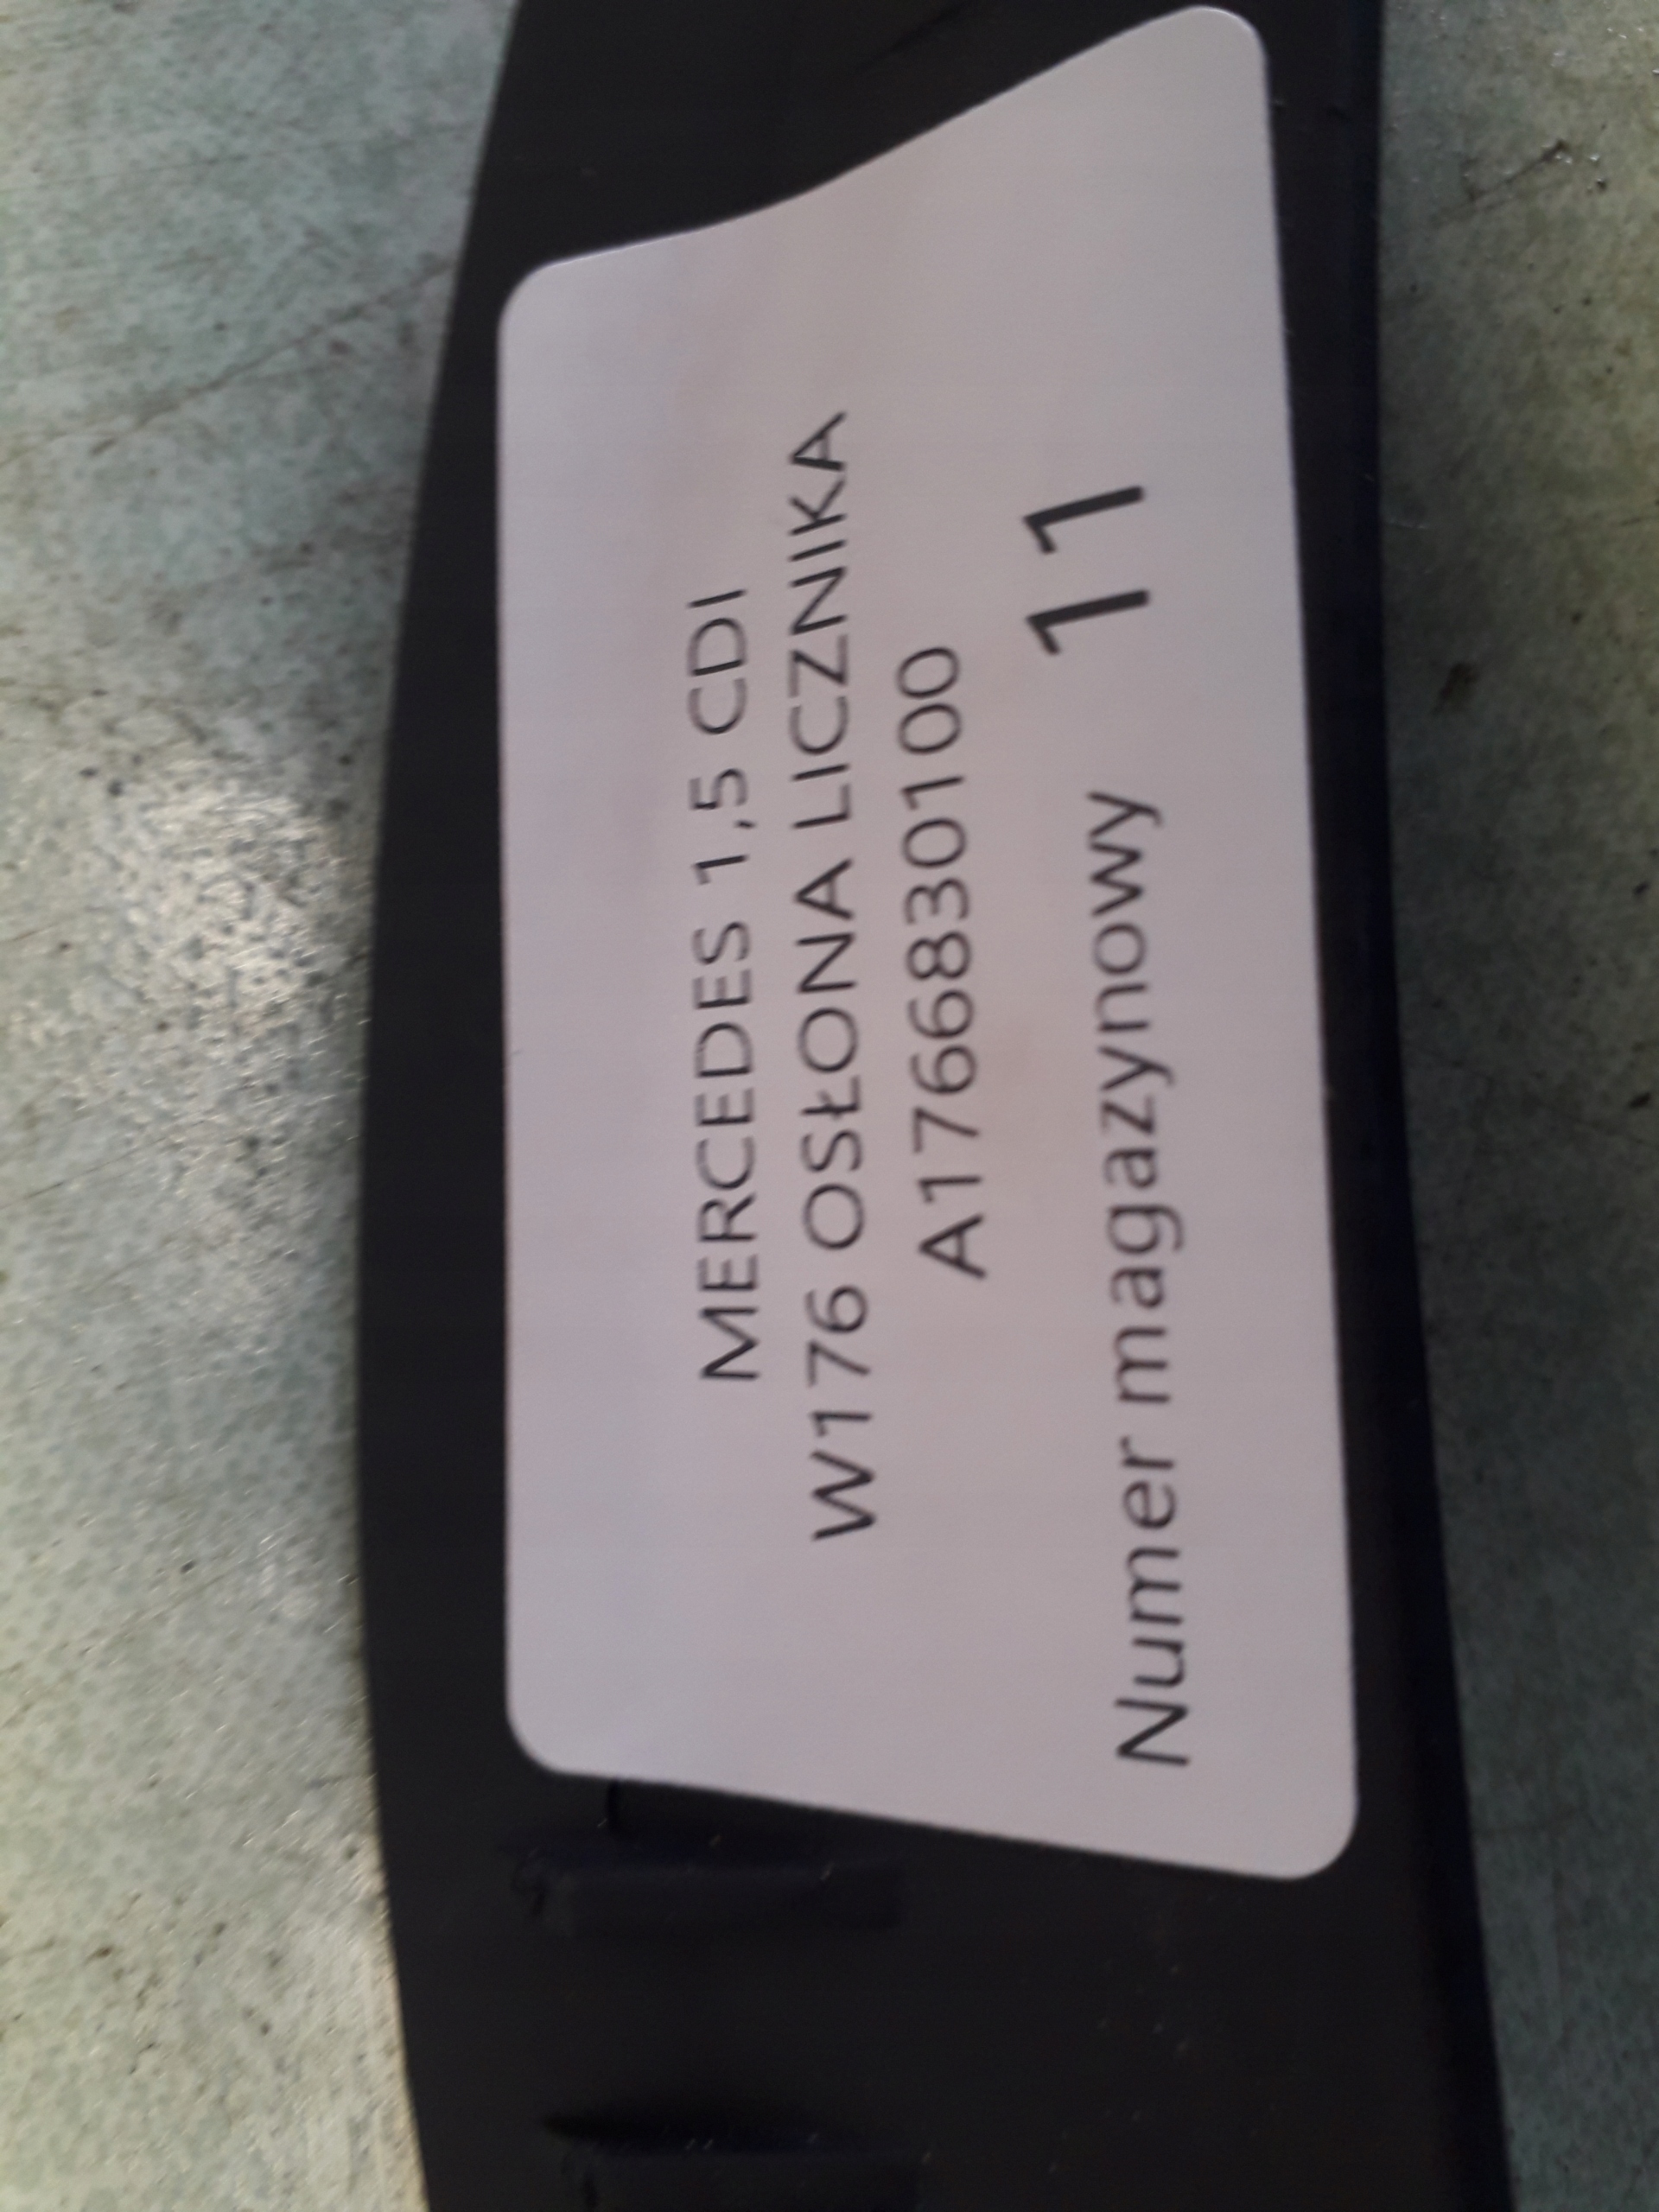 MERCEDES 1,5 CDI
W176 OSŁONA LICZNIKA
A1766830100
Numer magazynowy 11